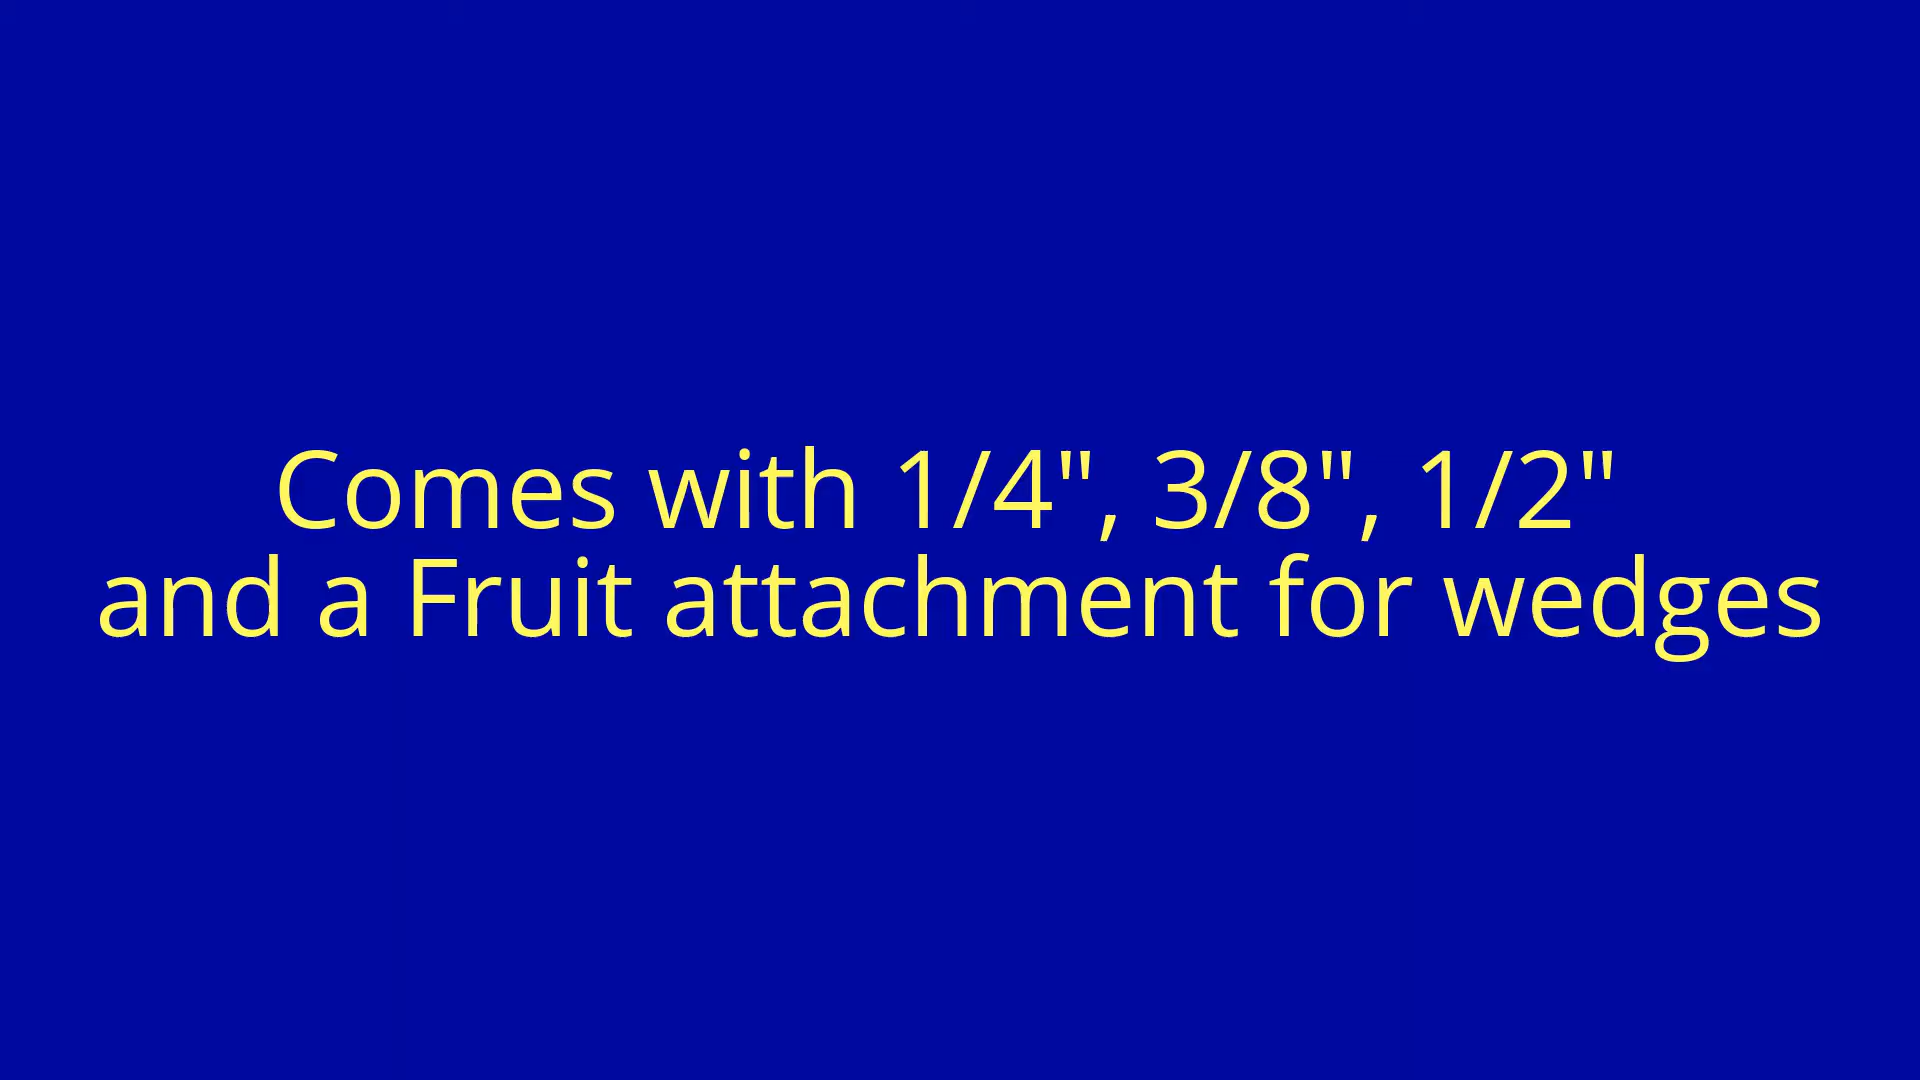 Comes with 1/4", 3/8", 1/2"
and a Fruit attachment for wedges